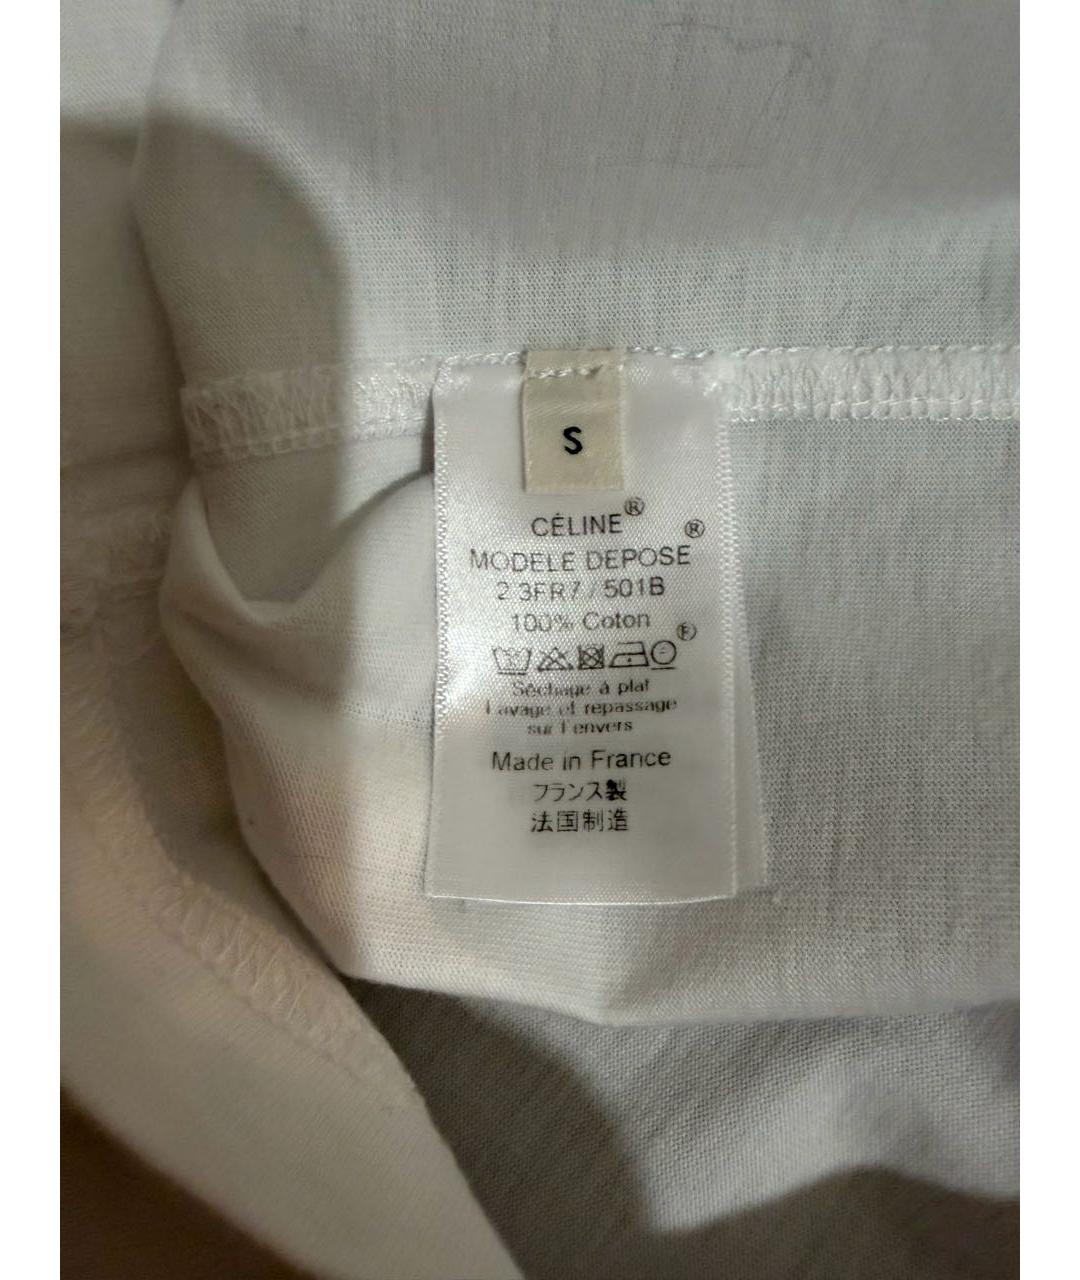 S
CÉLINE®
MODELE DEPOSE®
2 3FR7 / 501B
100% Coton
Séchage à plat
Lavage et repassage
sur l'envers
Made in France
フランス製
法国制造